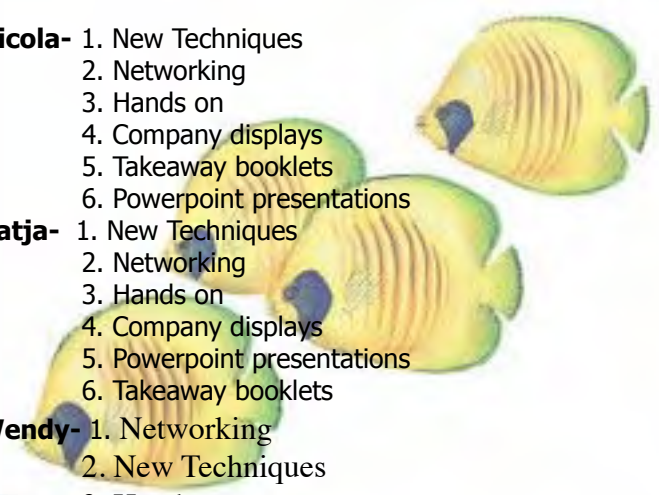 icola- 1. New Techniques
2. Networking
3. Hands on
4. Company displays
5. Takeaway booklets
6. Powerpoint presentations
atja- 1. New Techniques
2. Networking
3. Hands on
4. Company displays
5. Powerpoint presentations
6. Takeaway booklets
Wendy- 1. Networking
2. New Techniques